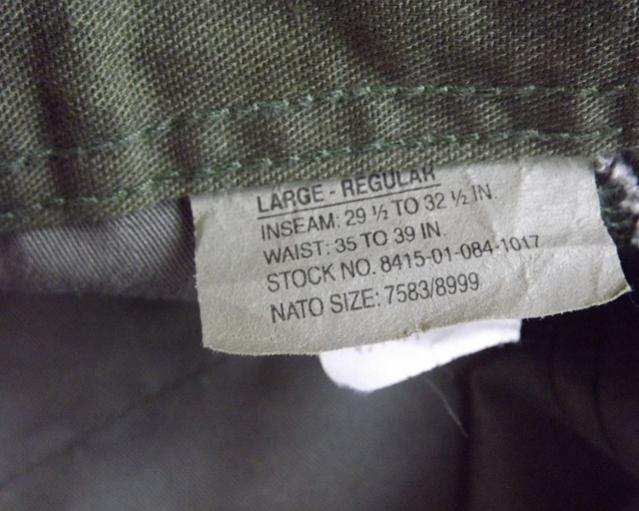 LARGE - REGULAR
INSEAM: 29 ½ TO 32 ½ IN.
WAIST: 35 TO 39 IN.
STOCK NO. 8415-01-084-1017
NATO SIZE: 7583/8999